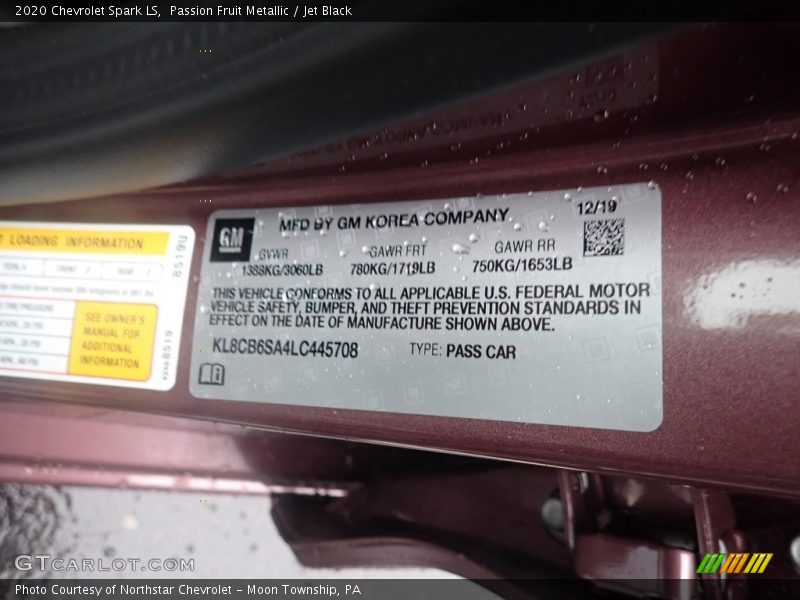 2020 Chevrolet Spark LS, Passion Fruit Metallic / Jet Black
MFD BY GM KOREA COMPANY 12/19
GM
GVWR GAWR FRT GAWR RR
1388KG/3060LB 780KG/1719LB 750KG/1653LB
THIS VEHICLE CONFORMS TO ALL APPLICABLE U.S. FEDERAL MOTOR
VEHICLE SAFETY, BUMPER, AND THEFT PREVENTION STANDARDS IN
EFFECT ON THE DATE OF MANUFACTURE SHOWN ABOVE.
KL8CB6SA4LC445708 TYPE: PASS CAR
LOADING INFORMATION
SEE OWNER'S
MANUAL FOR
ADDITIONAL
INFORMATION
GTCARLOT.COM
Photo Courtesy of Northstar Chevrolet - Moon Township, PA